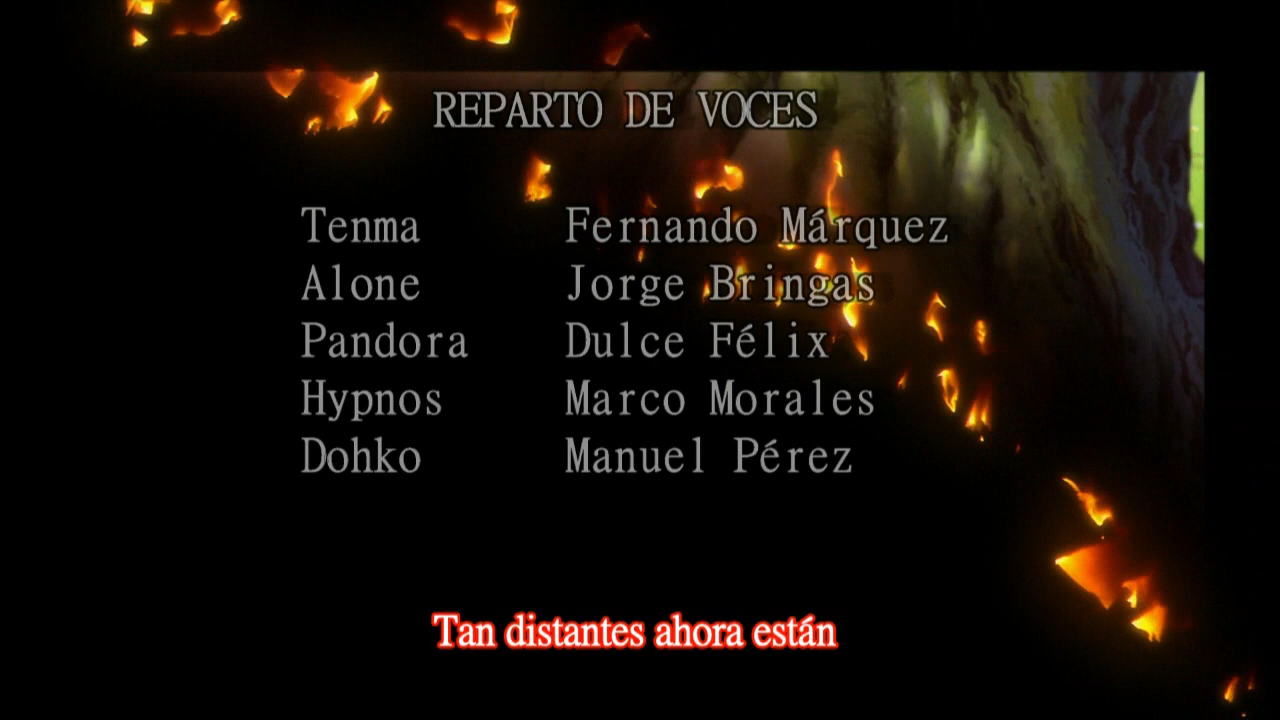 REPARTO DE VOCES
Tenma Fernando Márquez
Alone Jorge Bringas
Pandora Dulce Félix
Hypnos Marco Morales
Dohko Manuel Pérez
Tan distantes ahora están